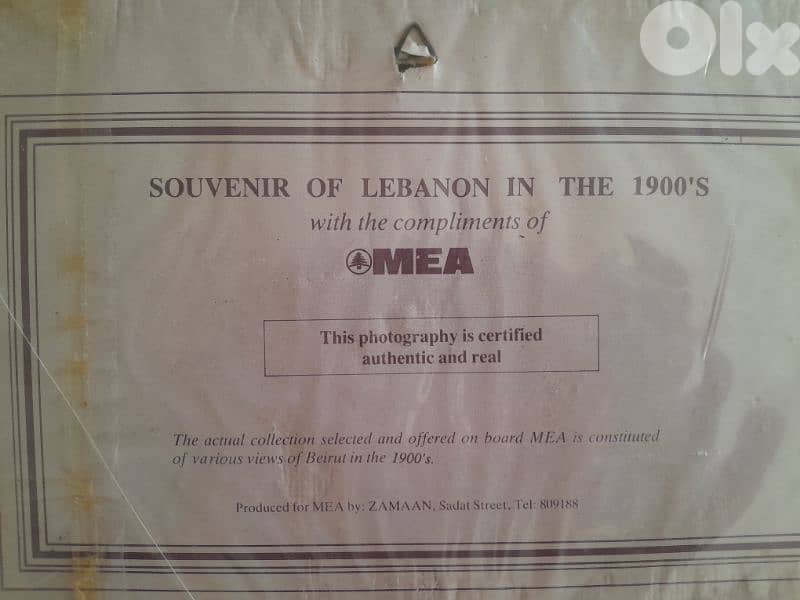 Olx
SOUVENIR OF LEBANON IN THE 1900'S
with the compliments of
MEA
This photography is certified
authentic and real
The actual collection selected and offered on board MEA is constituted
of various views of Beirut in the 1900's.
Produced for MEA by: ZAMAAN, Sadat Street, Tel: 809188